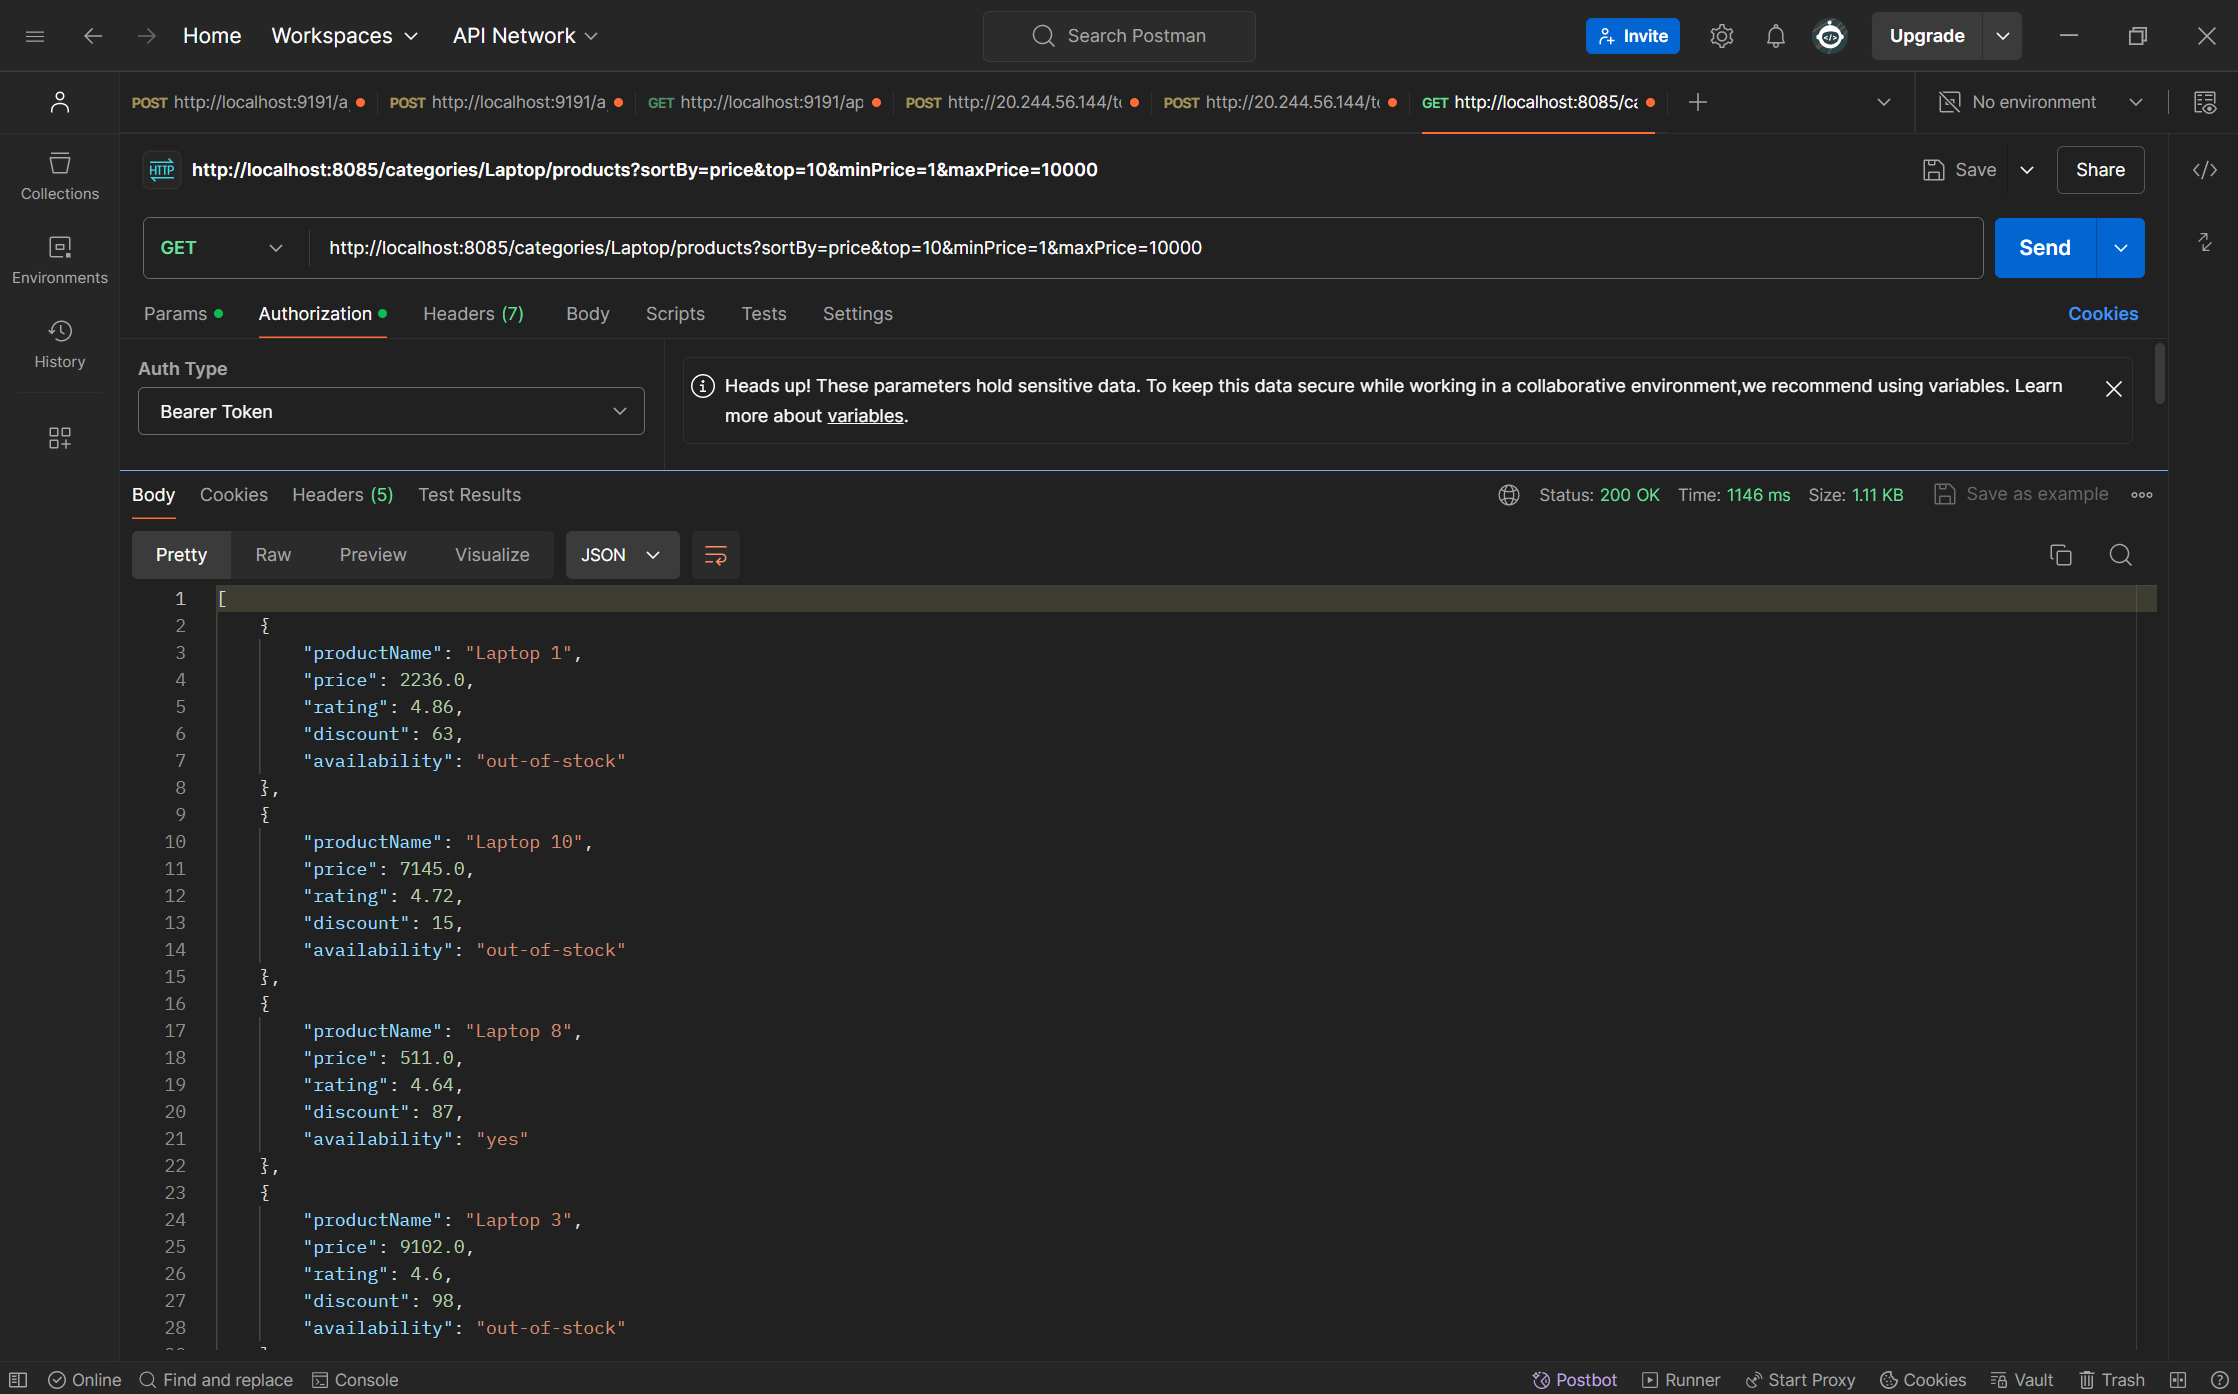 Home Workspaces API Network Search Postman Invite Upgrade
POST http://localhost:9191/a POST http://localhost:9191/a GET http://localhost:9191/ap POST http://20.244.56.144/t POST http://20.244.56.144/t GET http://localhost:8085/ca No environment
HTTP http://localhost:8085/categories/Laptop/products?sortBy=price&top=10&minPrice=1&maxPrice=10000 Save Share
Collections
GET http://localhost:8085/categories/Laptop/products?sortBy=price&top=10&minPrice=1&maxPrice=10000 Send
Environments
Params Authorization Headers (7) Body Scripts Tests Settings Cookies
History
Auth Type
Bearer Token
Heads up! These parameters hold sensitive data. To keep this data secure while working in a collaborative environment,we recommend using variables. Learn
more about variables.
Body Cookies Headers (5) Test Results Status: 200 OK Time: 1146 ms Size: 1.11 KB Save as example
Pretty Raw Preview Visualize JSON
1 [
2 {
3 "productName": "Laptop 1",
4 "price": 2236.0,
5 "rating": 4.86,
6 "discount": 63,
7 "availability": "out-of-stock"
8 },
9 {
10 "productName": "Laptop 10",
11 "price": 7145.0,
12 "rating": 4.72,
13 "discount": 15,
14 "availability": "out-of-stock"
15 },
16 {
17 "productName": "Laptop 8",
18 "price": 511.0,
19 "rating": 4.64,
20 "discount": 87,
21 "availability": "yes"
22 },
23 {
24 "productName": "Laptop 3",
25 "price": 9102.0,
26 "rating": 4.6,
27 "discount": 98,
28 "availability": "out-of-stock"
Online Find and replace Console Postbot Runner Start Proxy Cookies Vault Trash